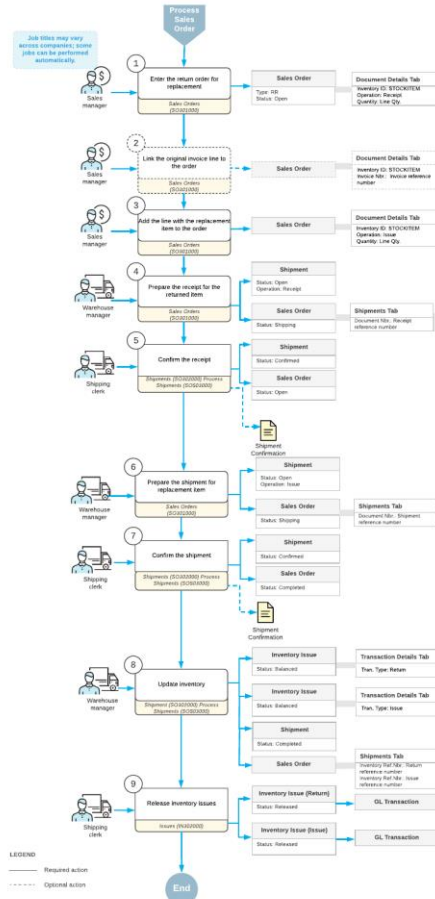 Process
Sales
Order
Job titles may vary
across companies; some
jobs can be performed
automatically.
1
Sales
manager
Enter the return order for
replacement
Sales Orders
(SO301000)
Sales Order
Type: RR
Status: Open
Document Details Tab
Inventory ID: STOCKITEM
Operation: Receipt
Quantity: Line Qty.
2
Sales
manager
Link the original invoice line to
the order
Sales Orders
(SO301000)
Sales Order
Document Details Tab
Inventory ID: STOCKITEM
Invoice Nbr.: Invoice reference
number
3
Sales
manager
Add the line with the replacement
item to the order
Sales Orders
(SO301000)
Sales Order
Document Details Tab
Inventory ID: STOCKITEM
Operation: Issue
Quantity: Line Qty.
4
Warehouse
manager
Prepare the receipt for the
returned item
Sales Orders
(SO301000)
Shipment
Status: Open
Operation: Receipt
Sales Order
Status: Shipping
Shipments Tab
Document Nbr.: Receipt
reference number
5
Shipping
clerk
Confirm the receipt
Shipments (SO302000) Process
Shipments (SO503000)
Shipment
Status: Confirmed
Sales Order
Status: Open
Shipment
Confirmation
6
Warehouse
manager
Prepare the shipment for
replacement item
Sales Orders
(SO301000)
Shipment
Status: Open
Operation: Issue
Sales Order
Status: Shipping
Shipments Tab
Document Nbr.: Shipment
reference number
7
Shipping
clerk
Confirm the shipment
Shipments (SO302000) Process
Shipments (SO503000)
Shipment
Status: Confirmed
Sales Order
Status: Completed
Shipment
Confirmation
8
Warehouse
manager
Update inventory
Shipment (SO302000) Process
Shipments (SO503000)
Inventory Issue
Status: Balanced
Transaction Details Tab
Tran. Type: Return
Inventory Issue
Status: Balanced
Transaction Details Tab
Tran. Type: Issue
Shipment
Status: Completed
Sales Order
Shipments Tab
Inventory Ref.Nbr.: Return
reference number
Inventory Ref.Nbr.: Issue
reference number
9
Shipping
clerk
Release inventory issues
Issues (IN302000)
Inventory Issue (Return)
Status: Released
GL Transaction
Inventory Issue (Issue)
Status: Released
GL Transaction
LEGEND
Required action
Optional action
End